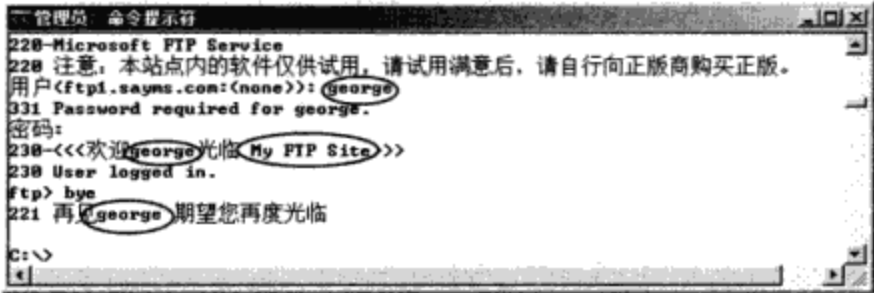 管理员: 命令提示符
220-Microsoft FTP Service
220 注意，本站点内的软件仅供试用，请试用满意后，请自行向正版商购买正版。
用户(ftp1.sayms.com:(none)): george
331 Password required for george.
密码:
230-<<<欢迎george光临 My FTP Site>>>
230 User logged in.
ftp> bye
221 再见george 期望您再度光临
C:\>